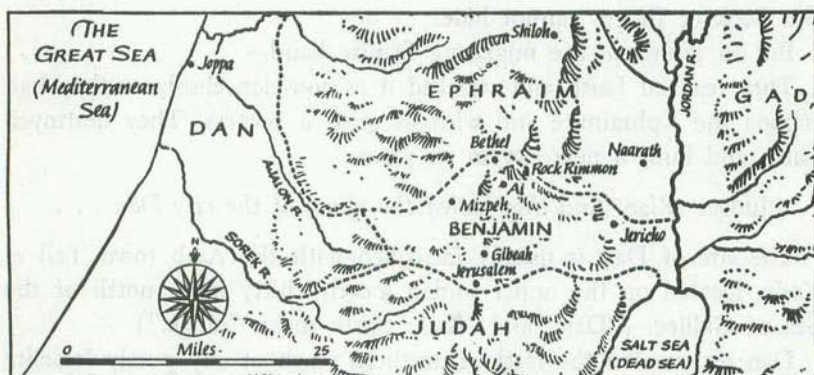 THE
GREAT SEA
(Mediterranean
Sea)
Joppa
DAN
AIJALON R.
SOREK R.
Shiloh
EPHRAIM
Bethel
Rock Rimmon
Naarath
Ai
Mizpeh
BENJAMIN
Jericho
Gibeah
Jerusalem
JUDAH
JORDAN R.
GAD
SALT SEA
(DEAD SEA)
0 Miles 25